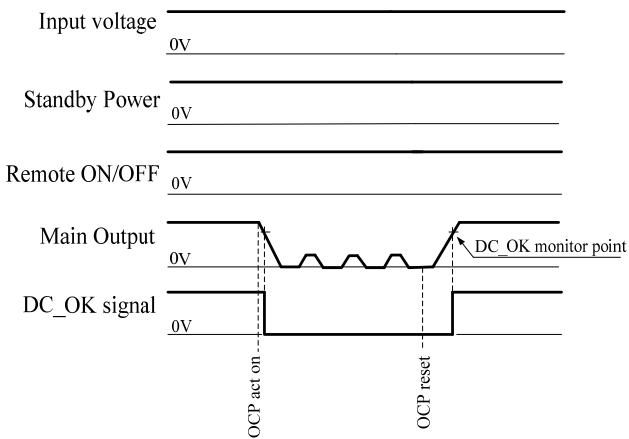 Input voltage
0V
Standby Power
0V
Remote ON/OFF
0V
Main Output
0V
DC_OK monitor point
DC_OK signal
0V
OCP act on
OCP reset